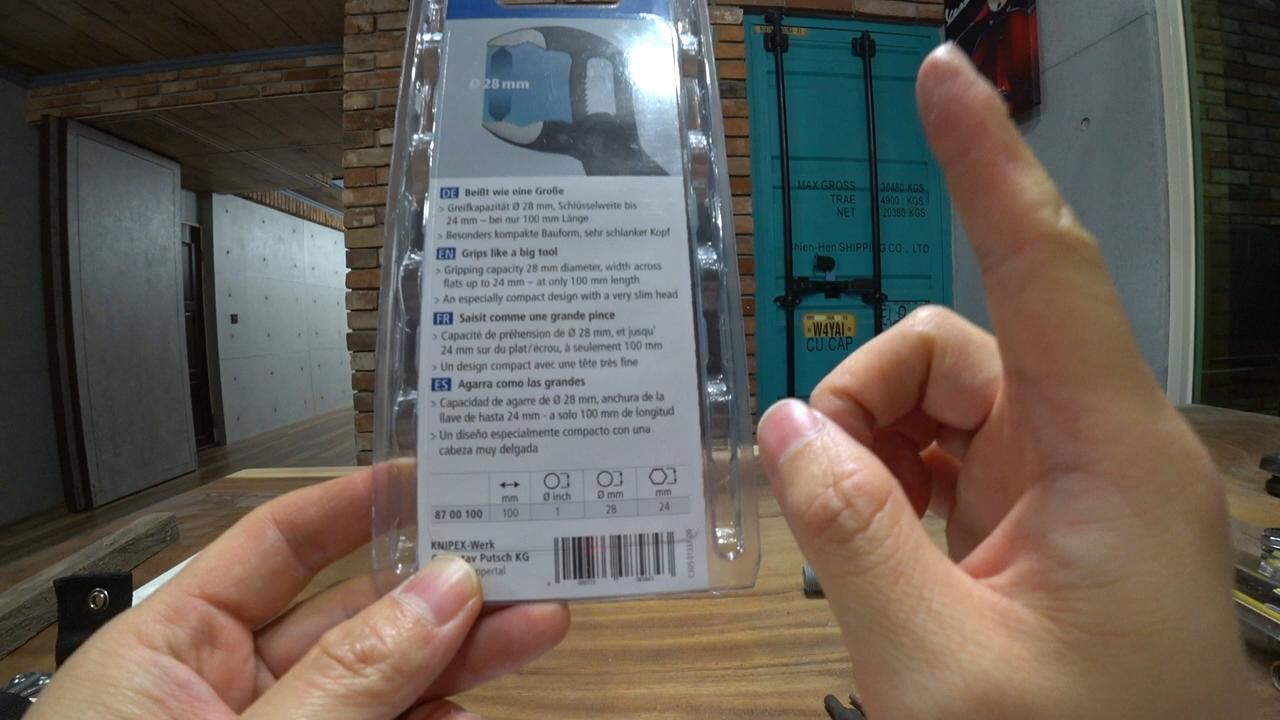 Ø 28 mm
DE Beißt wie eine Große
> Greifkapazität Ø 28 mm, Schlüsselweite bis
24 mm – bei nur 100 mm Länge
> Besonders kompakte Bauform, sehr schlanker Kopf
EN Grips like a big tool
> Gripping capacity 28 mm diameter, width across
flats up to 24 mm – at only 100 mm length
> An especially compact design with a very slim head
FR Saisit comme une grande pince
> Capacité de préhension de Ø 28 mm, et jusqu'
24 mm sur du plat/écrou, à seulement 100 mm
> Un design compact avec une tête très fine
ES Agarra como las grandes
> Capacidad de agarre de Ø 28 mm, anchura de la
llave de hasta 24 mm - a solo 100 mm de longitud
> Un diseño especialmente compacto con una
cabeza muy delgada
mm Ø inch Ø mm mm
87 00 100 100 1 28 24
KNIPEX-Werk
Putsch KG
MAX GROSS 30480 KGS
TRAE 4900 KGS
NET 20380 KGS
Chien-Hen SHIPPING CO., LTD
W4YAI
CU.CAP